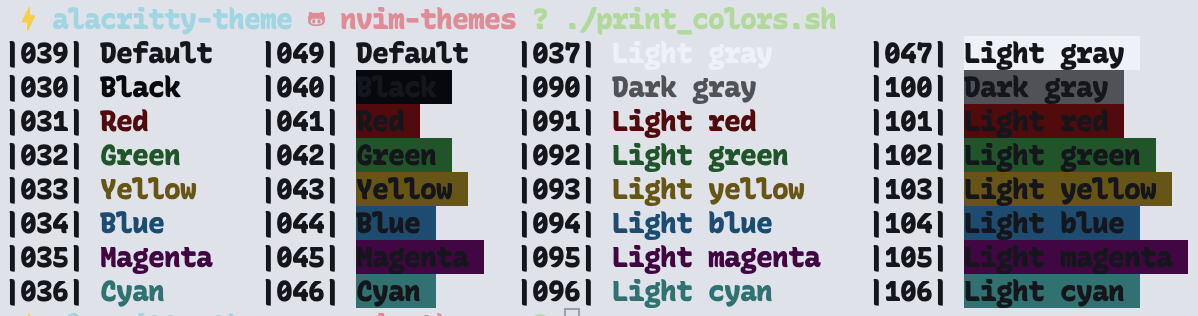 ⚡ alacritty-theme nvim-themes ? ./print_colors.sh
|039| Default |049| Default |037| Light gray |047| Light gray
|030| Black |040| Black |090| Dark gray |100| Dark gray
|031| Red |041| Red |091| Light red |101| Light red
|032| Green |042| Green |092| Light green |102| Light green
|033| Yellow |043| Yellow |093| Light yellow |103| Light yellow
|034| Blue |044| Blue |094| Light blue |104| Light blue
|035| Magenta |045| Magenta |095| Light magenta |105| Light magenta
|036| Cyan |046| Cyan |096| Light cyan |106| Light cyan